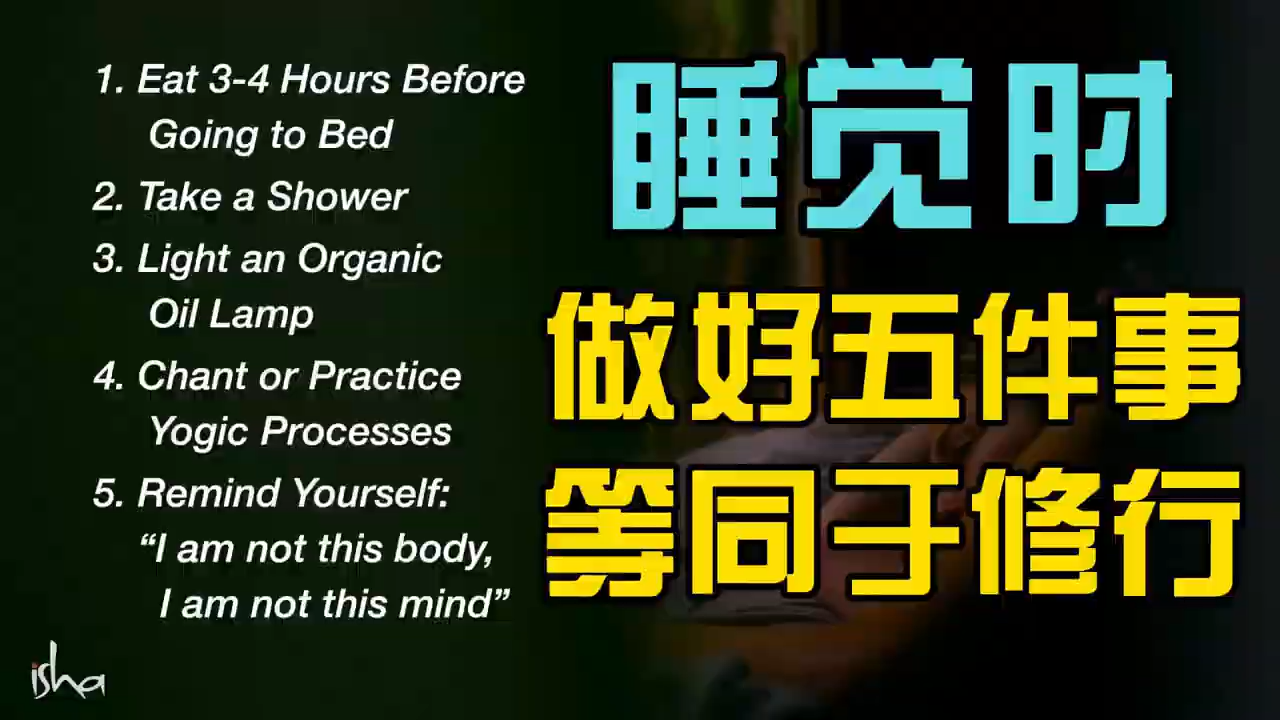 1. Eat 3-4 Hours Before
Going to Bed
2. Take a Shower
3. Light an Organic
Oil Lamp
4. Chant or Practice
Yogic Processes
5. Remind Yourself:
“I am not this body,
I am not this mind”
isha
睡觉时
做好五件事
等同于修行